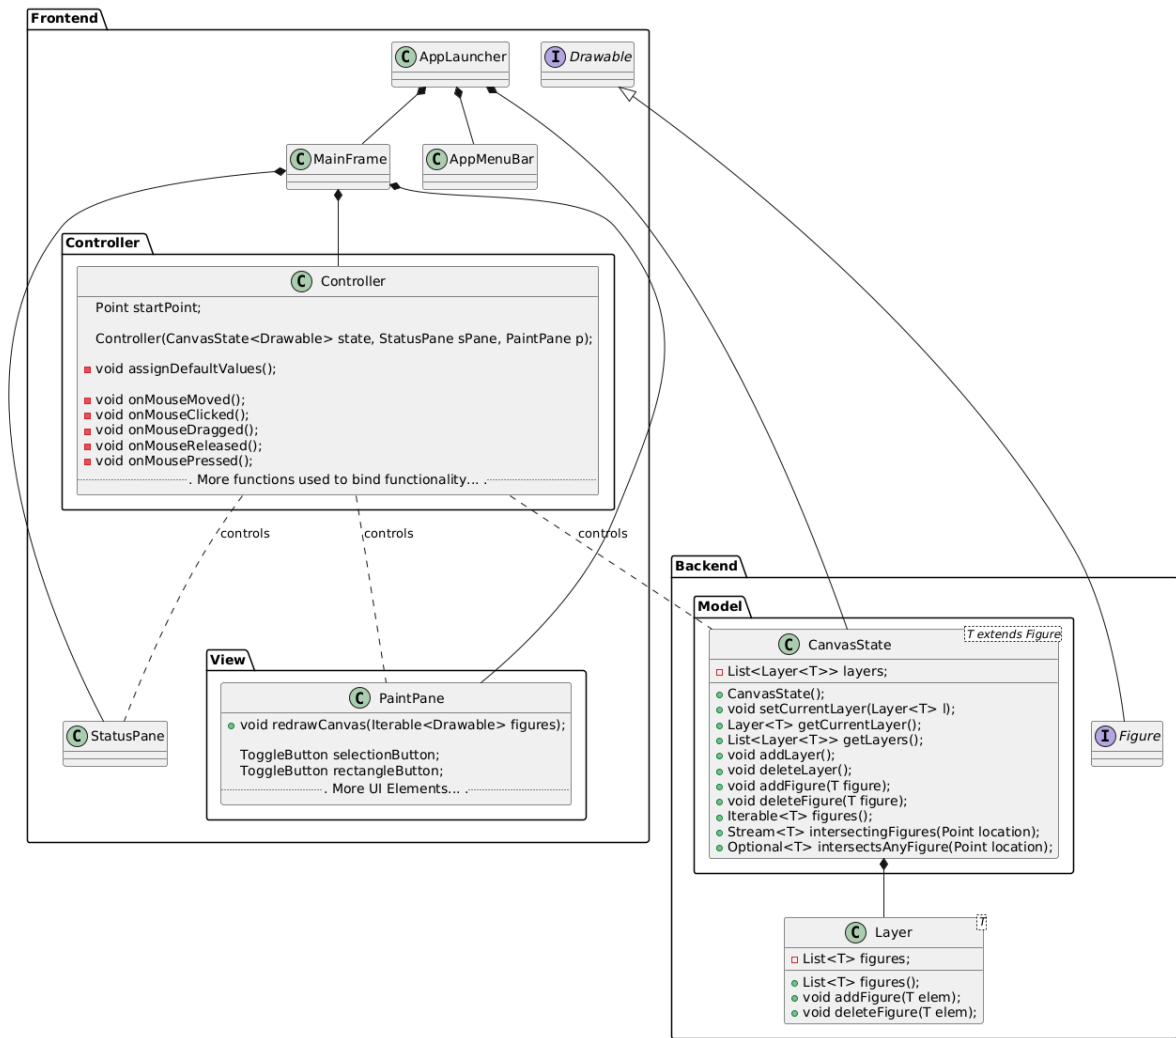 Frontend
C AppLauncher
I Drawable
C MainFrame
C AppMenuBar
Controller
C Controller
Point startPoint;
Controller(CanvasState<Drawable> state, StatusPane sPane, PaintPane p);
void assignDefaultValues();
void onMouseMoved();
void onMouseClicked();
void onMouseDragged();
void onMouseReleased();
void onMousePressed();
. More functions used to bind functionality... .
controls
controls
controls
Backend
Model
C CanvasState
T extends Figure
List<Layer<T>> layers;
CanvasState();
void setCurrentLayer(Layer<T> l);
Layer<T> getCurrentLayer();
List<Layer<T>> getLayers();
void addLayer();
void deleteLayer();
void addFigure(T figure);
void deleteFigure(T figure);
Iterable<T> figures();
Stream<T> intersectingFigures(Point location);
Optional<T> intersectsAnyFigure(Point location);
View
C PaintPane
void redrawCanvas(Iterable<Drawable> figures);
ToggleButton selectionButton;
ToggleButton rectangleButton;
. More UI Elements... .
C StatusPane
I Figure
C Layer
T
List<T> figures;
List<T> figures();
void addFigure(T elem);
void deleteFigure(T elem);